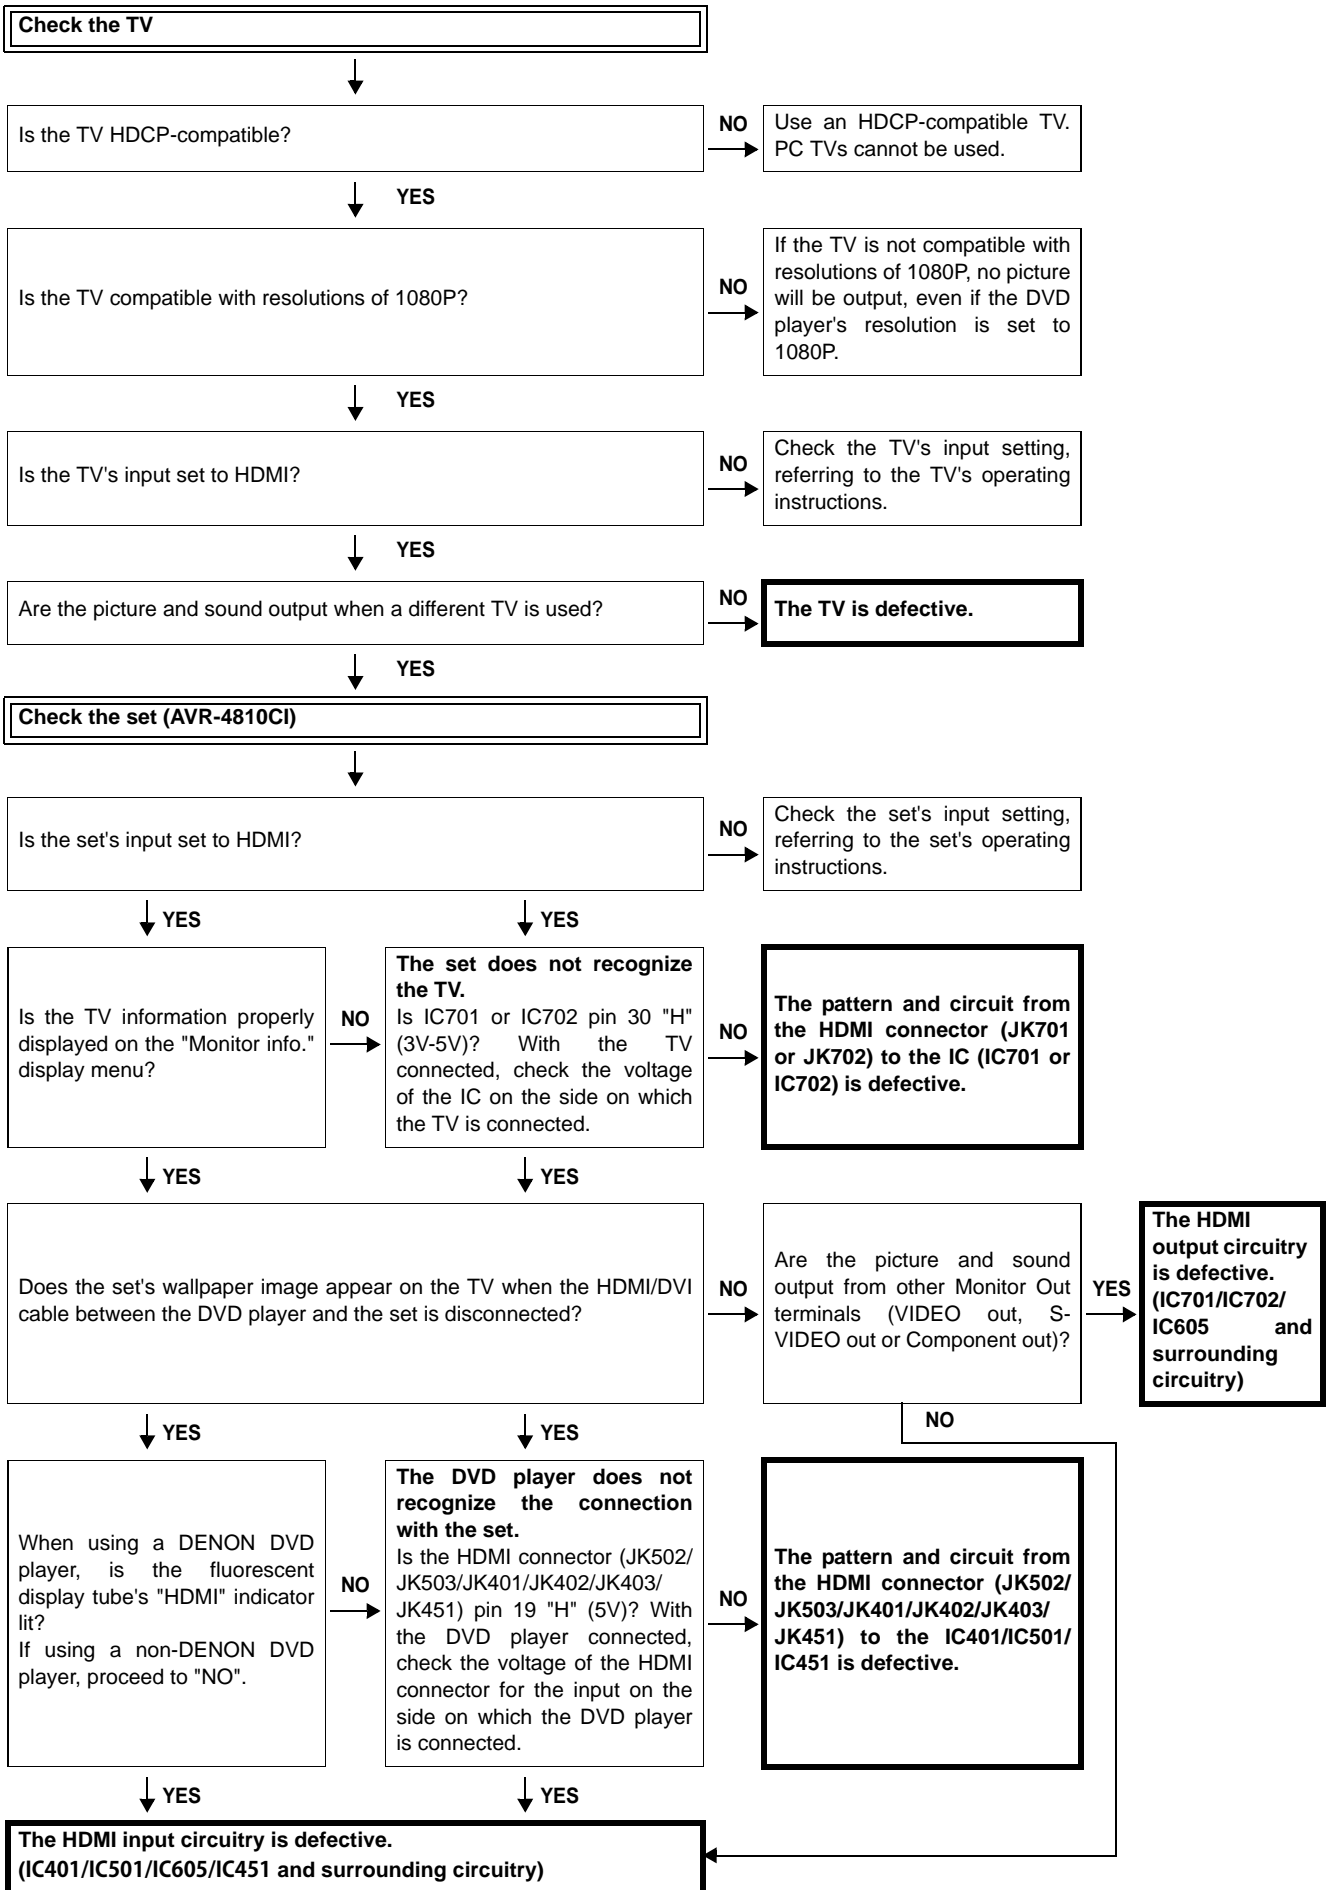 Check the TV
Is the TV HDCP-compatible?
NO
Use an HDCP-compatible TV.
PC TVs cannot be used.
YES
Is the TV compatible with resolutions of 1080P?
NO
If the TV is not compatible with
resolutions of 1080P, no picture
will be output, even if the DVD
player's resolution is set to
1080P.
YES
Is the TV's input set to HDMI?
NO
Check the TV's input setting,
referring to the TV's operating
instructions.
YES
Are the picture and sound output when a different TV is used?
NO
The TV is defective.
YES
Check the set (AVR-4810CI)
Is the set's input set to HDMI?
NO
Check the set's input setting,
referring to the set's operating
instructions.
YES
YES
Is the TV information properly
displayed on the "Monitor info."
display menu?
NO
The set does not recognize
the TV.
Is IC701 or IC702 pin 30 "H"
(3V-5V)? With the TV
connected, check the voltage
of the IC on the side on which
the TV is connected.
NO
The pattern and circuit from
the HDMI connector (JK701
or JK702) to the IC (IC701 or
IC702) is defective.
YES
YES
Does the set's wallpaper image appear on the TV when the HDMI/DVI
cable between the DVD player and the set is disconnected?
NO
Are the picture and sound
output from other Monitor Out
terminals (VIDEO out, S-
VIDEO out or Component out)?
YES
The HDMI
output circuitry
is defective.
(IC701/IC702/
IC605 and
surrounding
circuitry)
NO
YES
YES
When using a DENON DVD
player, is the fluorescent
display tube's "HDMI" indicator
lit?
If using a non-DENON DVD
player, proceed to "NO".
NO
The DVD player does not
recognize the connection
with the set.
Is the HDMI connector (JK502/
JK503/JK401/JK402/JK403/
JK451) pin 19 "H" (5V)? With
the DVD player connected,
check the voltage of the HDMI
connector for the input on the
side on which the DVD player
is connected.
NO
The pattern and circuit from
the HDMI connector (JK502/
JK503/JK401/JK402/JK403/
JK451) to the IC401/IC501/
IC451 is defective.
YES
YES
The HDMI input circuitry is defective.
(IC401/IC501/IC605/IC451 and surrounding circuitry)